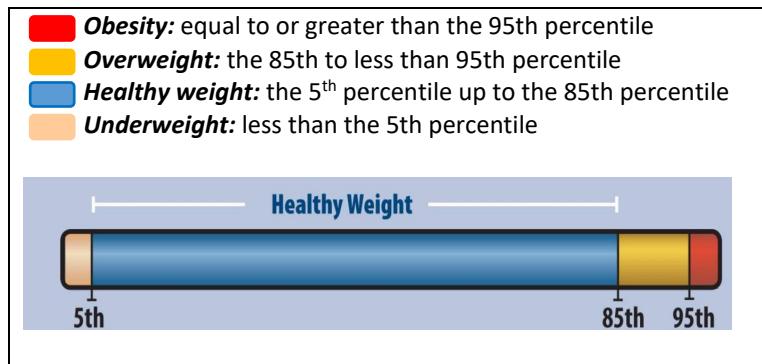 Obesity: equal to or greater than the 95th percentile
Overweight: the 85th to less than 95th percentile
Healthy weight: the 5th percentile up to the 85th percentile
Underweight: less than the 5th percentile
Healthy Weight
5th 85th 95th